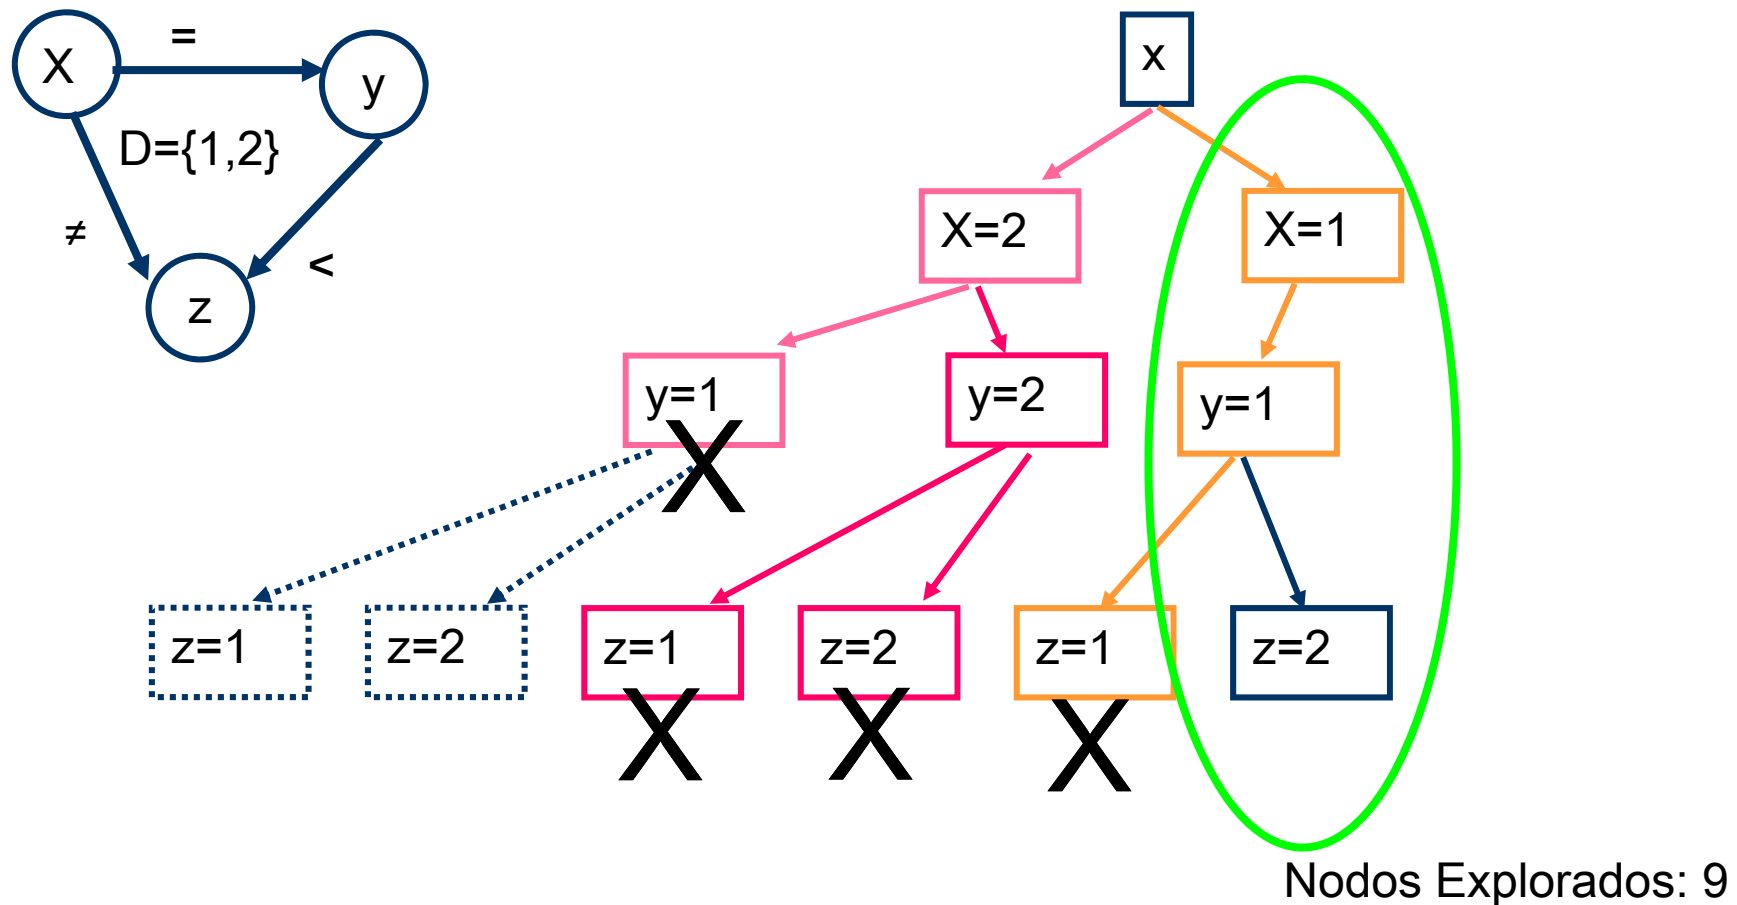 =
X
y
D={1,2}
≠
<
z
x
X=2
X=1
y=1
y=2
y=1
X
z=1
z=2
z=1
z=2
z=1
z=2
X
X
X
Nodos Explorados: 9